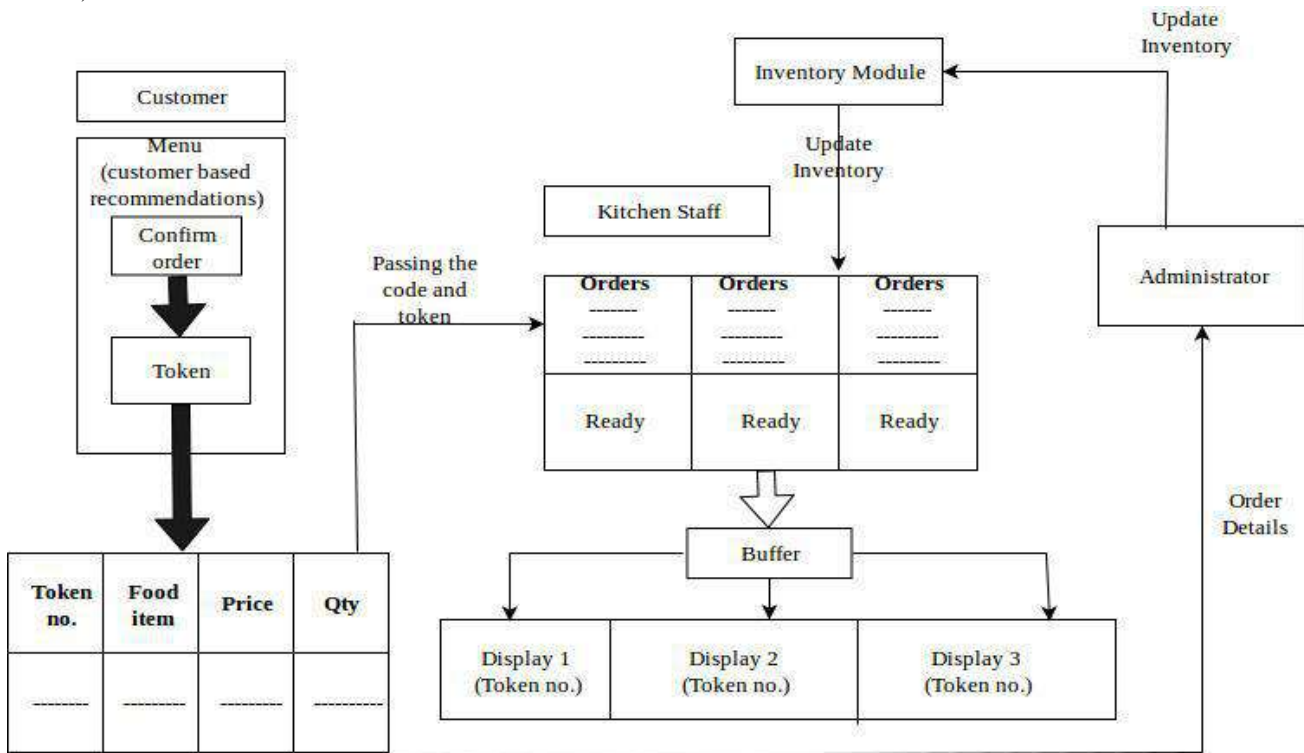 Customer
Menu
(customer based
recommendations)
Confirm
order
Token
Token
no.
Food
item
Price
Qty
--------
---------
--------
----------
Passing the
code and
token
Kitchen Staff
Inventory Module
Update
Inventory
Update
Inventory
Administrator
Order
Details
Orders
-------
---------
----------
Orders
-------
---------
----------
Orders
-------
---------
----------
Ready
Ready
Ready
Buffer
Display 1
(Token no.)
Display 2
(Token no.)
Display 3
(Token no.)